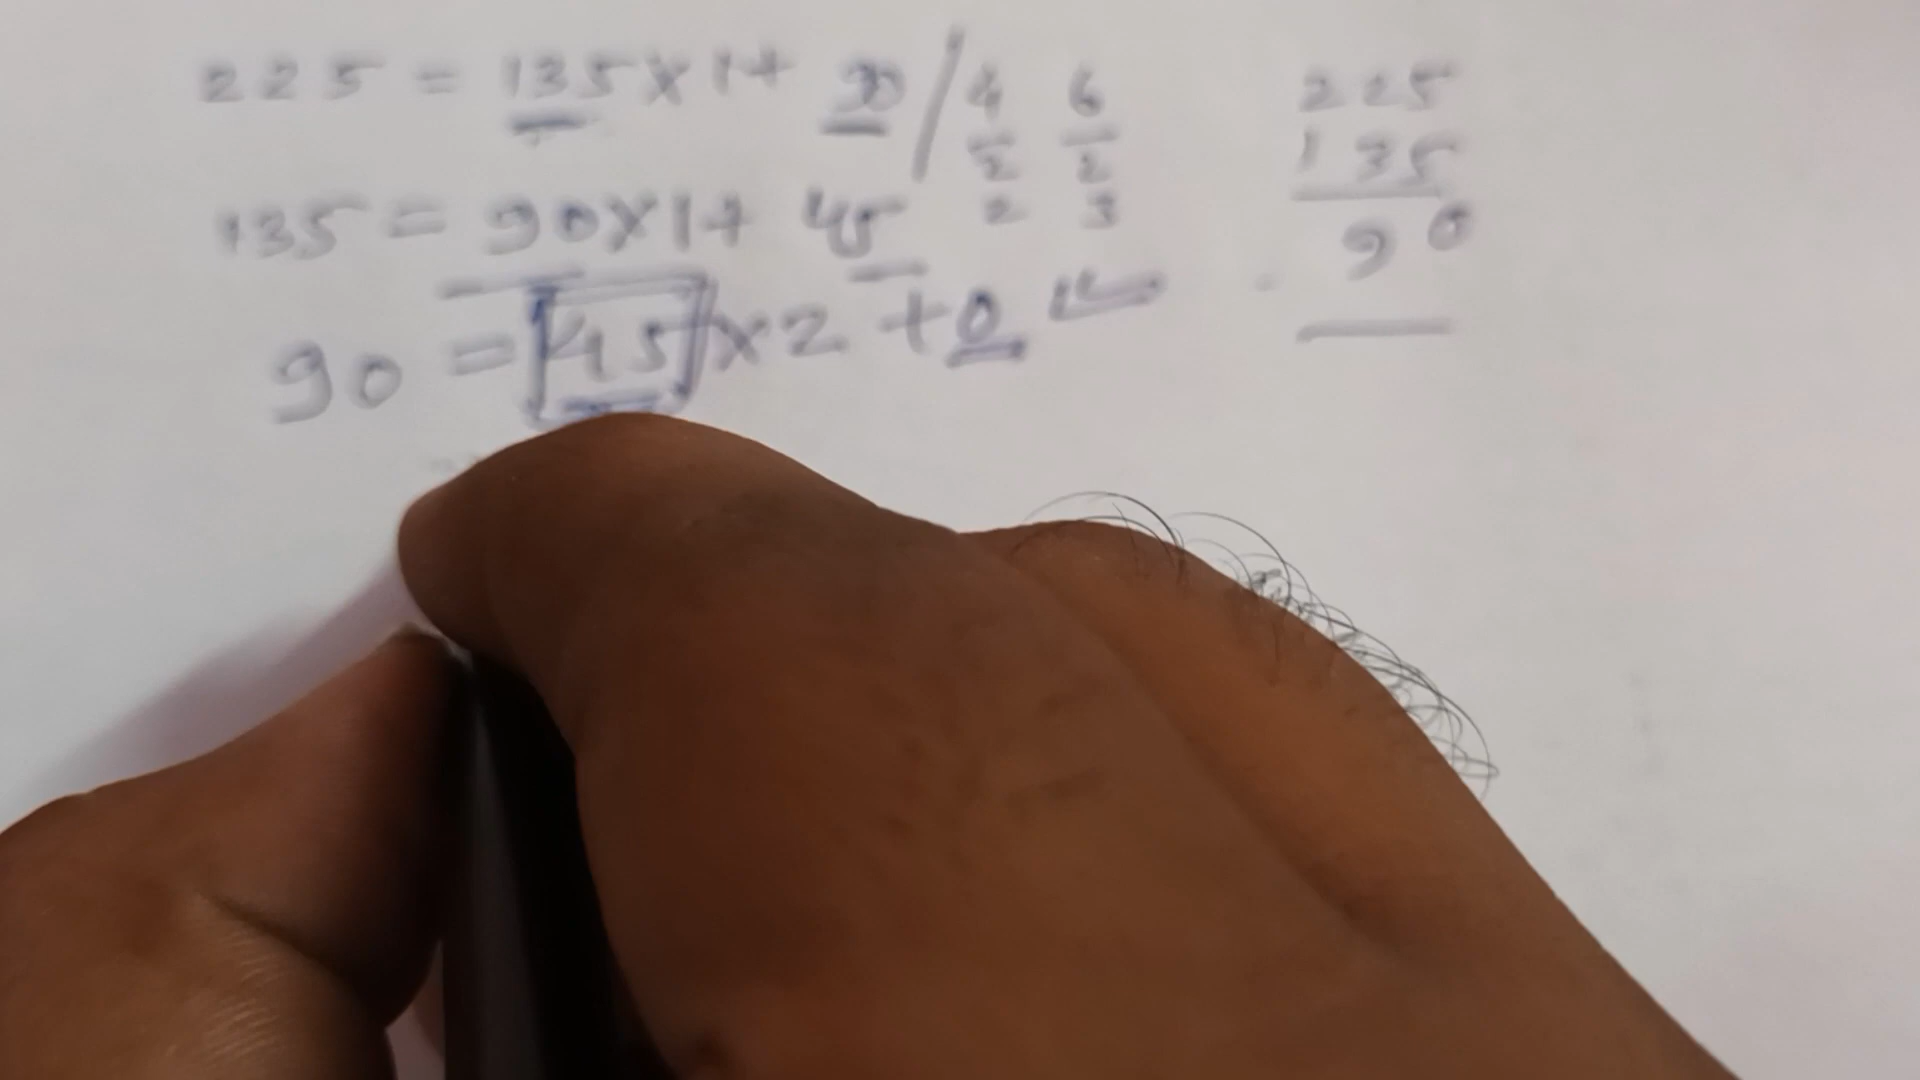 225 = 135 x 1 + 90
135 = 90 x 1 + 45
90 = 45 x 2 + 0
4 6
2 2
2 3
225
135
90